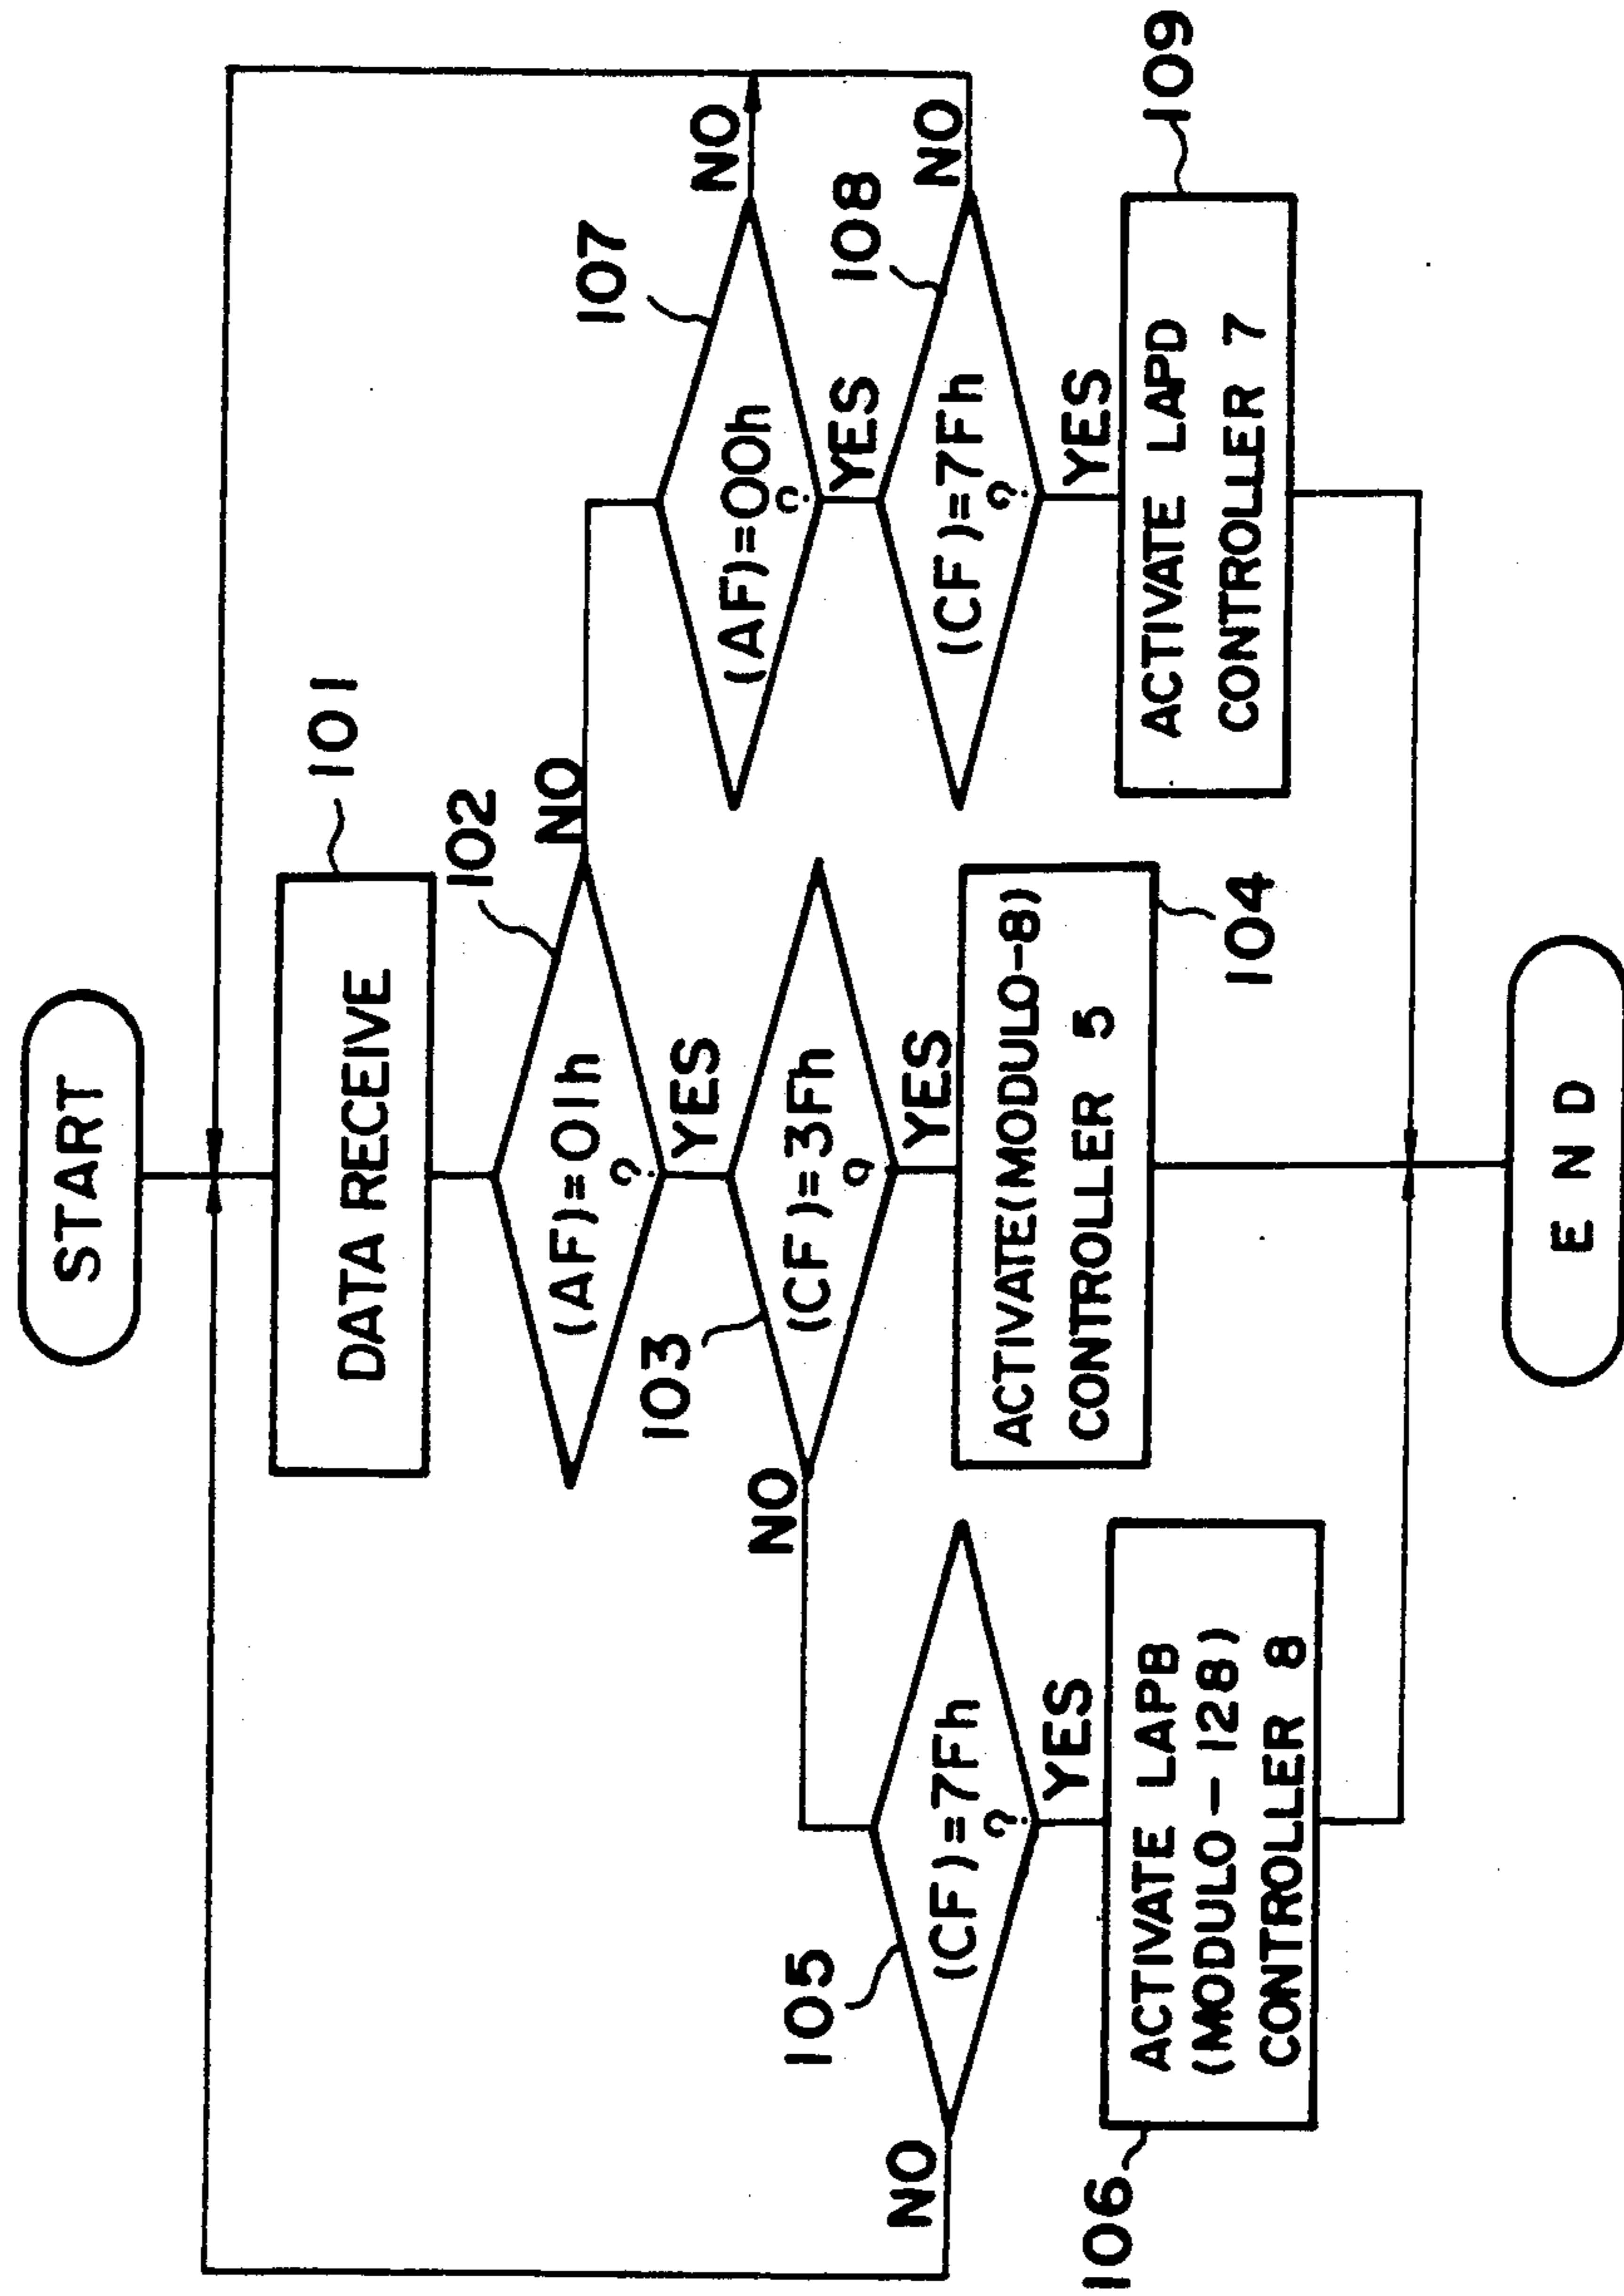 START
DATA RECEIVE
101
(AF)=01h
?
102
NO
YES
(CF)=3Fh
?
103
NO
YES
ACTIVATE(MODULO-8)
CONTROLLER 5
104
(CF)=7Fh
?
105
NO
YES
ACTIVATE LAPB
(MODULO-128)
CONTROLLER 8
106
(AF)=00h
?
107
NO
YES
(CF)=7Fh
?
108
NO
YES
ACTIVATE LAPD
CONTROLLER 7
109
END